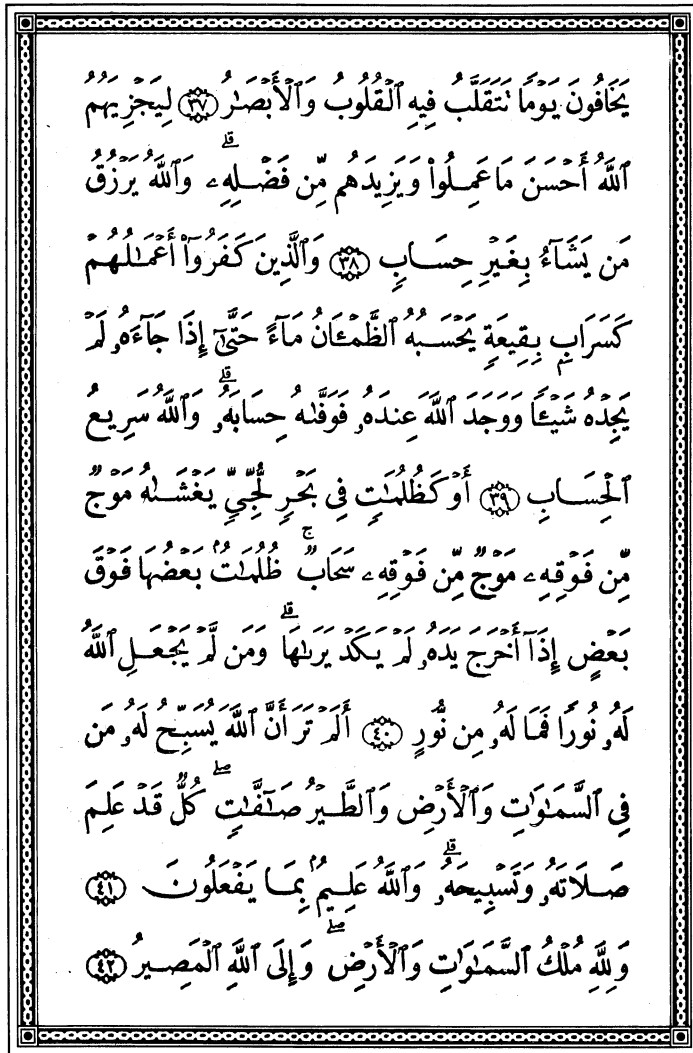 يَخَافُونَ يَوْمًا تَتَقَلَّبُ فِيهِ ٱلْقُلُوبُ وَٱلْأَبْصَـٰرُ ﴿٣٧﴾ لِيَجْزِيَهُمُ
ٱللَّهُ أَحْسَنَ مَا عَمِلُوا۟ وَيَزِيدَهُم مِّن فَضْلِهِۦ ۗ وَٱللَّهُ يَرْزُقُ
مَن يَشَآءُ بِغَيْرِ حِسَابٍ ﴿٣٨﴾ وَٱلَّذِينَ كَفَرُوٓا۟ أَعْمَـٰلُهُمْ
كَسَرَابٍۭ بِقِيعَةٍ يَحْسَبُهُ ٱلظَّمْـَٔانُ مَآءً حَتَّىٰٓ إِذَا جَآءَهُۥ لَمْ
يَجِدْهُ شَيْـًٔا وَوَجَدَ ٱللَّهَ عِندَهُۥ فَوَفَّىٰهُ حِسَابَهُۥ ۗ وَٱللَّهُ سَرِيعُ
ٱلْحِسَابِ ﴿٣٩﴾ أَوْ كَظُلُمَـٰتٍ فِى بَحْرٍ لُّجِّىٍّ يَغْشَىٰهُ مَوْجٌ
مِّن فَوْقِهِۦ مَوْجٌ مِّن فَوْقِهِۦ سَحَابٌ ۚ ظُلُمَـٰتٌۢ بَعْضُهَا فَوْقَ
بَعْضٍ إِذَآ أَخْرَجَ يَدَهُۥ لَمْ يَكَدْ يَرَىٰهَا ۗ وَمَن لَّمْ يَجْعَلِ ٱللَّهُ
لَهُۥ نُورًا فَمَا لَهُۥ مِن نُّورٍ ﴿٤٠﴾ أَلَمْ تَرَ أَنَّ ٱللَّهَ يُسَبِّحُ لَهُۥ مَن
فِى ٱلسَّمَـٰوَٰتِ وَٱلْأَرْضِ وَٱلطَّيْرُ صَـٰٓفَّـٰتٍ ۖ كُلٌّ قَدْ عَلِمَ
صَلَاتَهُۥ وَتَسْبِيحَهُۥ ۗ وَٱللَّهُ عَلِيمٌۢ بِمَا يَفْعَلُونَ ﴿٤١﴾
وَلِلَّهِ مُلْكُ ٱلسَّمَـٰوَٰتِ وَٱلْأَرْضِ ۖ وَإِلَى ٱللَّهِ ٱلْمَصِيرُ ﴿٤٢﴾